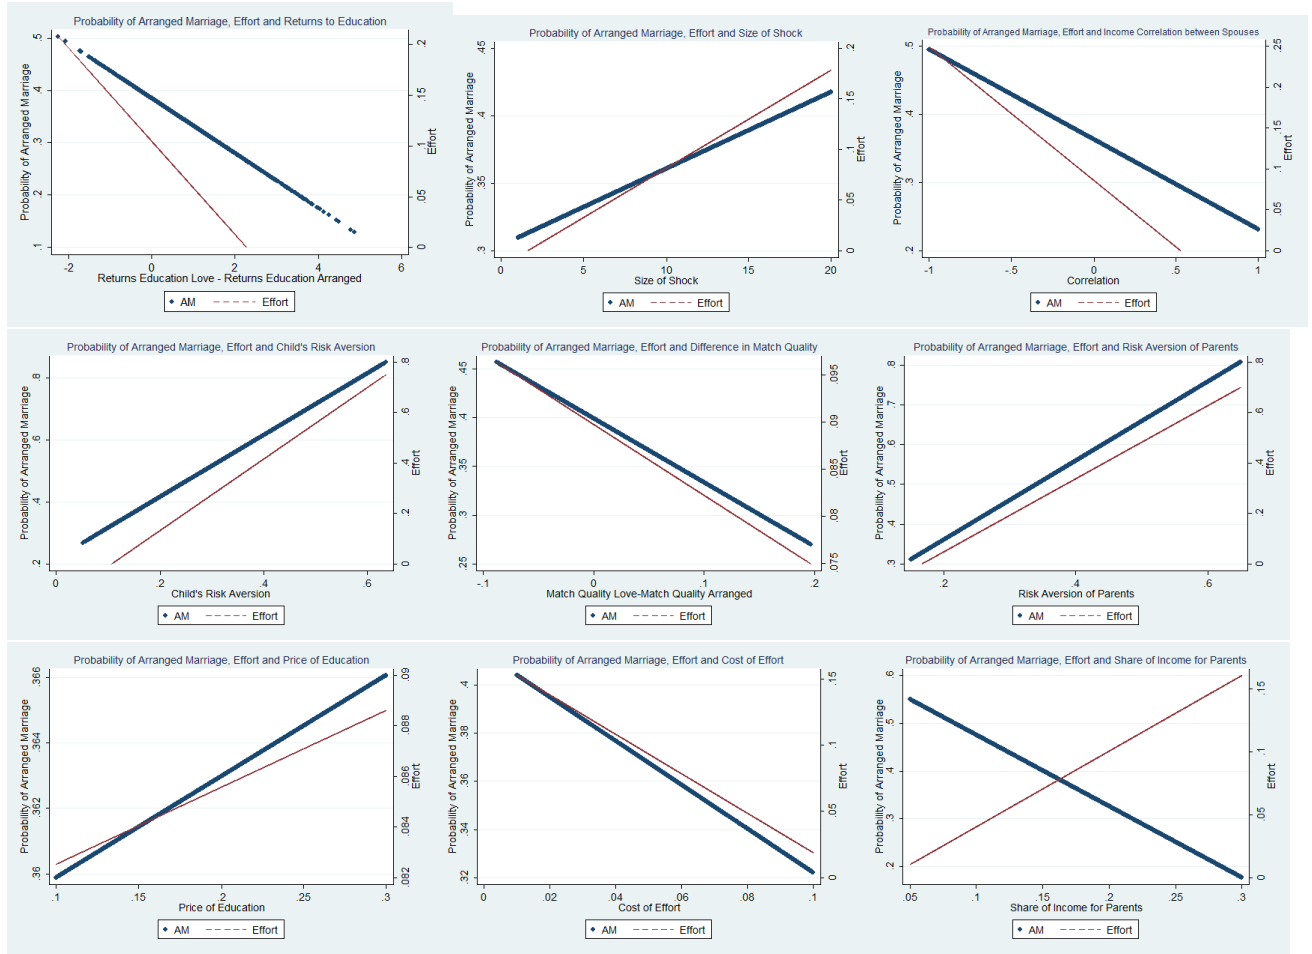 Probability of Arranged Marriage, Effort and Returns to Education
Probability of Arranged Marriage
.5
.4
.3
.2
.1
.2
.15
.1
.05
0
Effort
-2 0 2 4 6
Returns Education Love - Returns Education Arranged
AM Effort
Probability of Arranged Marriage, Effort and Size of Shock
Probability of Arranged Marriage
.45
.4
.35
.3
.2
.15
.1
.05
0
Effort
0 5 10 15 20
Size of Shock
AM Effort
Probability of Arranged Marriage, Effort and Income Correlation between Spouses
Probability of Arranged Marriage
.5
.4
.3
.2
.25
.2
.15
.1
.05
0
Effort
-1 -.5 0 .5 1
Correlation
AM Effort
Probability of Arranged Marriage, Effort and Child's Risk Aversion
Probability of Arranged Marriage
.8
.6
.4
.2
.8
.6
.4
.2
0
Effort
0 .2 .4 .6
Child's Risk Aversion
AM Effort
Probability of Arranged Marriage, Effort and Difference in Match Quality
Probability of Arranged Marriage
.45
.4
.35
.3
.25
.095
.09
.085
.08
.075
Effort
-.1 0 .1 .2
Match Quality Love-Match Quality Arranged
AM Effort
Probability of Arranged Marriage, Effort and Risk Aversion of Parents
Probability of Arranged Marriage
.8
.7
.6
.5
.4
.3
.8
.6
.4
.2
0
Effort
.2 .4 .6
Risk Aversion of Parents
AM Effort
Probability of Arranged Marriage, Effort and Price of Education
Probability of Arranged Marriage
.366
.364
.362
.36
.09
.088
.086
.084
.082
Effort
.1 .15 .2 .25 .3
Price of Education
AM Effort
Probability of Arranged Marriage, Effort and Cost of Effort
Probability of Arranged Marriage
.4
.38
.36
.34
.32
.15
.1
.05
0
Effort
0 .02 .04 .06 .08 .1
Cost of Effort
AM Effort
Probability of Arranged Marriage, Effort and Share of Income for Parents
Probability of Arranged Marriage
.6
.5
.4
.3
.2
.15
.1
.05
0
Effort
.05 .1 .15 .2 .25 .3
Share of Income for Parents
AM Effort